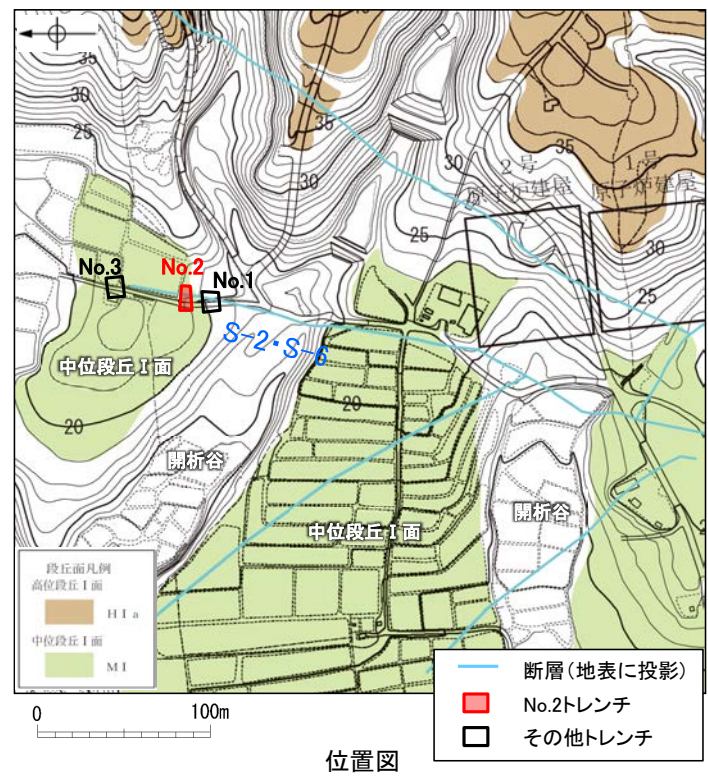 35
30
25
35
30
25
35
30
25
2号
原子炉建屋
1号
原子炉建屋
No.3
No.2
No.1
S-2・S-6
中位段丘Ⅰ面
20
20
開析谷
開析谷
中位段丘Ⅰ面
段丘面凡例
高位段丘Ⅰ面
HⅠa
中位段丘Ⅰ面
MⅠ
断層(地表に投影)
No.2トレンチ
その他トレンチ
0 100m
位置図